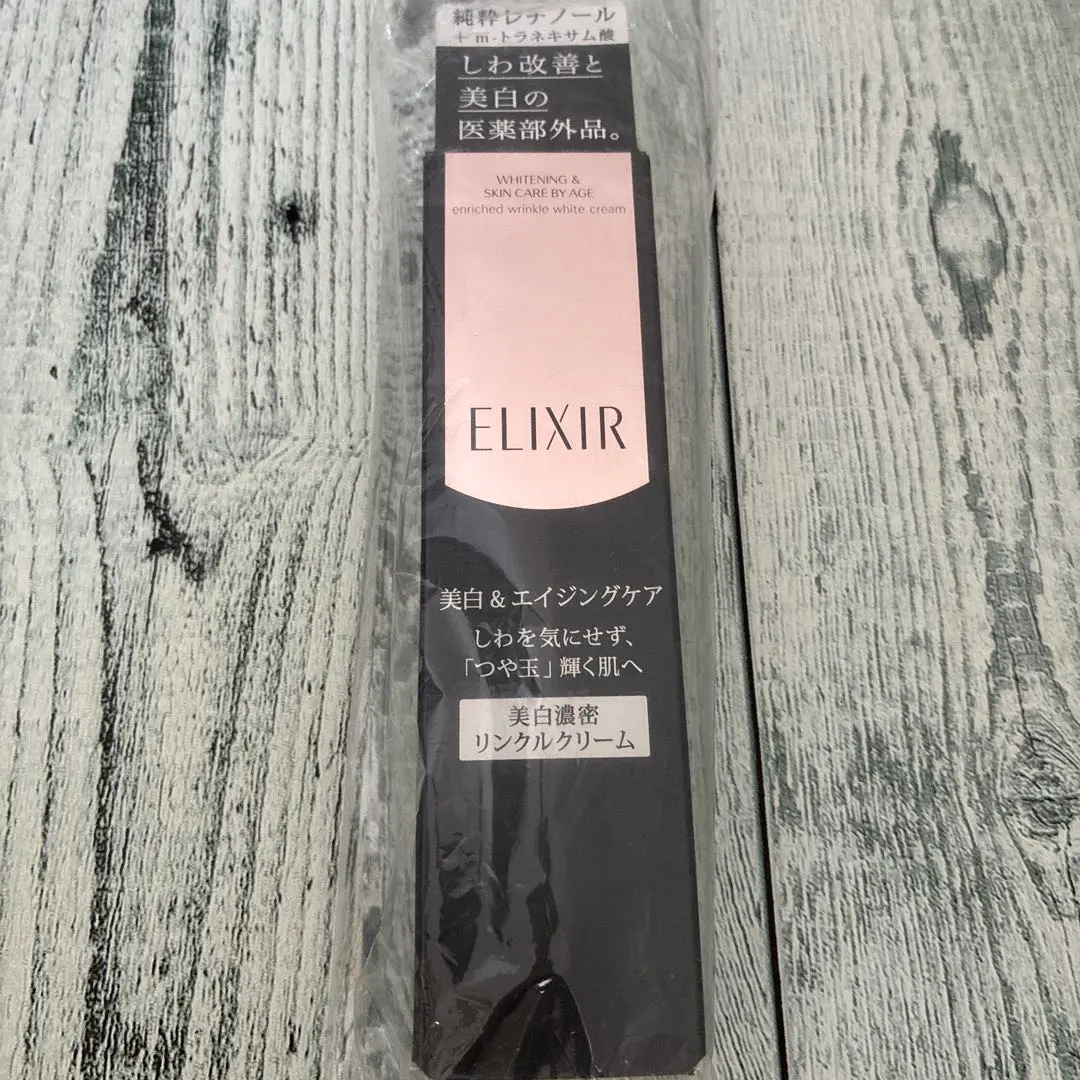 純粋レチノール
＋ m-トラネキサム酸
しわ改善と
美白の
医薬部外品。
WHITENING &
SKIN CARE BY AGE
enriched wrinkle white cream
ELIXIR
美白&エイジングケア
しわを気にせず、
「つや玉」輝く肌へ
美白濃密
リンクルクリーム